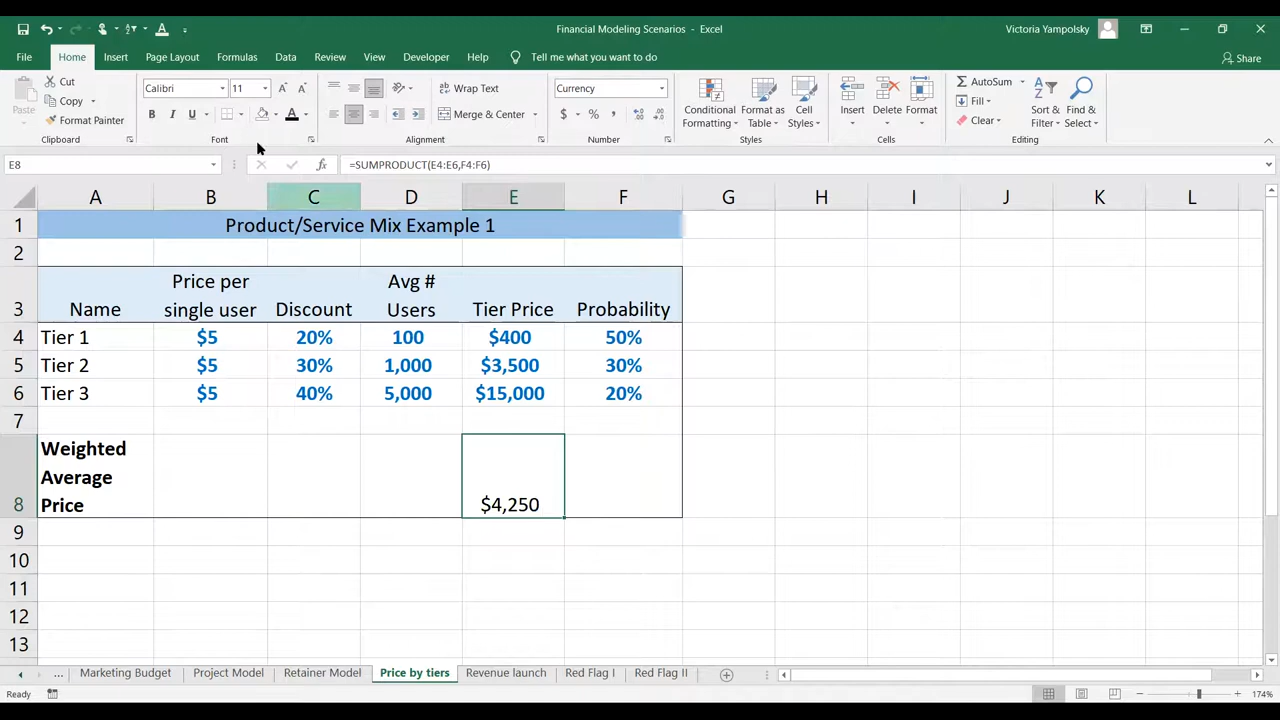 Financial Modeling Scenarios - Excel
Victoria Yampolsky
File Home Insert Page Layout Formulas Data Review View Developer Help Tell me what you want to do Share
Paste
Cut
Copy
Format Painter
Clipboard
Calibri 11
B I U A
Font
Wrap Text
Merge & Center
Alignment
Currency
$ % ,
Number
Conditional Formatting
Format as Table
Cell Styles
Styles
Insert Delete Format
Cells
AutoSum
Fill
Clear
Sort & Filter
Find & Select
Editing
E8 fx =SUMPRODUCT(E4:E6,F4:F6)
A B C D E F G H I J K L
1 Product/Service Mix Example 1
2
3 Name Price per single user Discount Avg # Users Tier Price Probability
4 Tier 1 $5 20% 100 $400 50%
5 Tier 2 $5 30% 1,000 $3,500 30%
6 Tier 3 $5 40% 5,000 $15,000 20%
7
8 Weighted Average Price $4,250
9
10
11
12
13
... Marketing Budget Project Model Retainer Model Price by tiers Revenue launch Red Flag I Red Flag II
Ready 174%